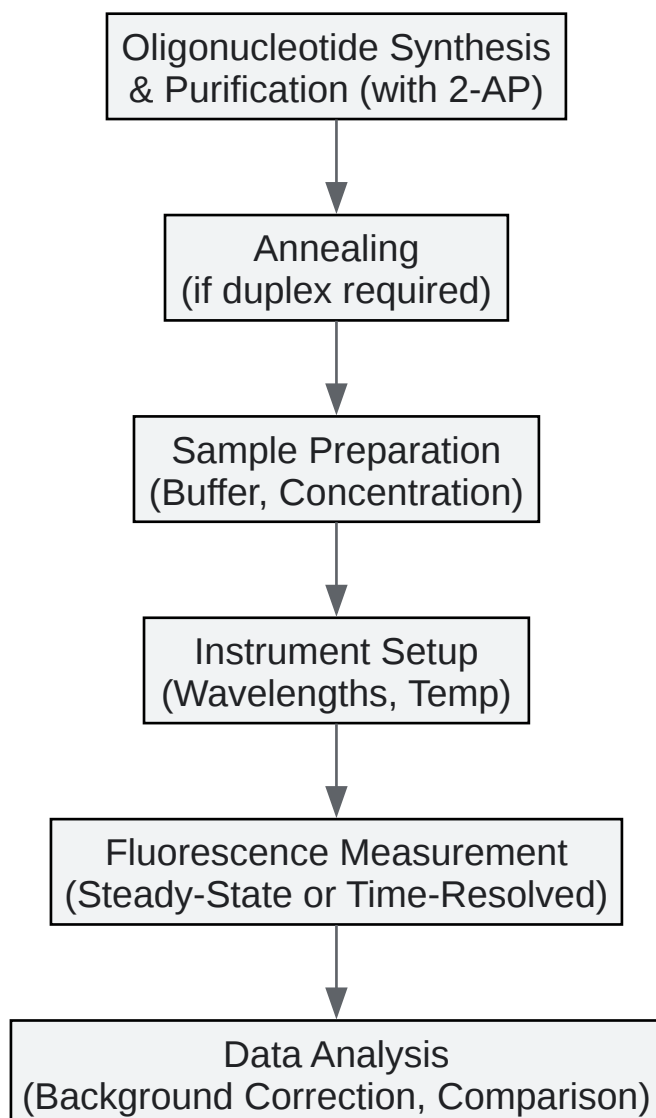 Oligonucleotide Synthesis
& Purification (with 2-AP)
Annealing
(if duplex required)
Sample Preparation
(Buffer, Concentration)
Instrument Setup
(Wavelengths, Temp)
Fluorescence Measurement
(Steady-State or Time-Resolved)
Data Analysis
(Background Correction, Comparison)